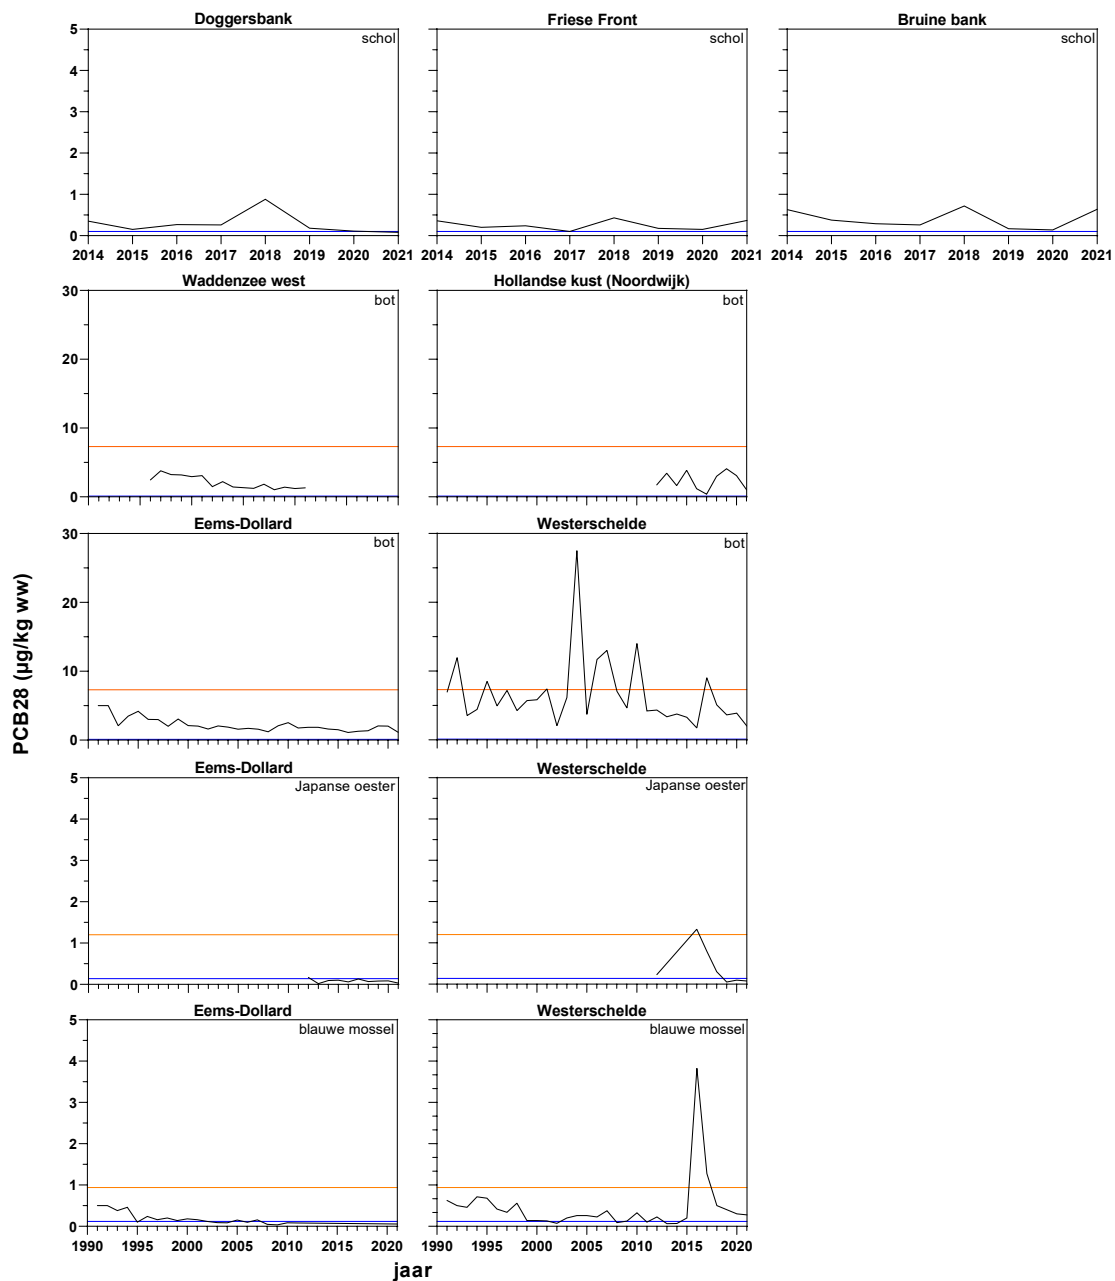 Doggersbank Friese Front Bruine bank
5 schol schol schol
4
3
2
1
0
2014 2015 2016 2017 2018 2019 2020 2021 2014 2015 2016 2017 2018 2019 2020 2021 2014 2015 2016 2017 2018 2019 2020 2021
Waddenzee west Hollandse kust (Noordwijk)
30 bot bot
20
10
0
Eems-Dollard Westerschelde
30 bot bot
20
10
0
PCB28 (µg/kg ww)
Eems-Dollard Westerschelde
5 Japanse oester Japanse oester
4
3
2
1
0
Eems-Dollard Westerschelde
5 blauwe mossel blauwe mossel
4
3
2
1
0
1990 1995 2000 2005 2010 2015 2020 1990 1995 2000 2005 2010 2015 2020
jaar